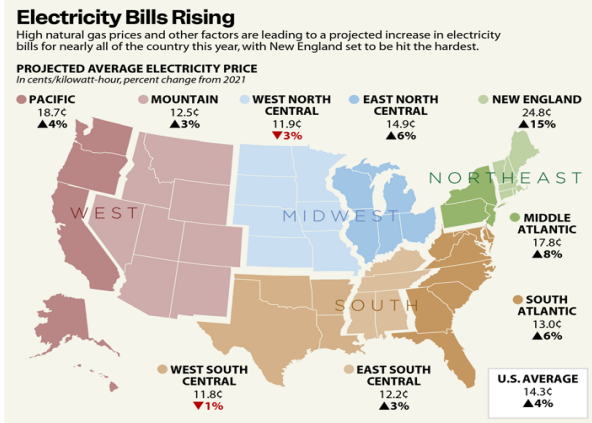 Electricity Bills Rising
High natural gas prices and other factors are leading to a projected increase in electricity
bills for nearly all of the country this year, with New England set to be hit the hardest.
PROJECTED AVERAGE ELECTRICITY PRICE
In cents/kilowatt-hour, percent change from 2021
PACIFIC
18.7¢
▲4%
MOUNTAIN
12.5¢
▲3%
WEST NORTH
CENTRAL
11.9¢
▼3%
EAST NORTH
CENTRAL
14.9¢
▲6%
NEW ENGLAND
24.8¢
▲15%
NORTHEAST
WEST
MIDWEST
MIDDLE
ATLANTIC
17.8¢
▲8%
SOUTH
SOUTH
ATLANTIC
13.0¢
▲6%
WEST SOUTH
CENTRAL
11.8¢
▼1%
EAST SOUTH
CENTRAL
12.2¢
▲3%
U.S. AVERAGE
14.3¢
▲4%